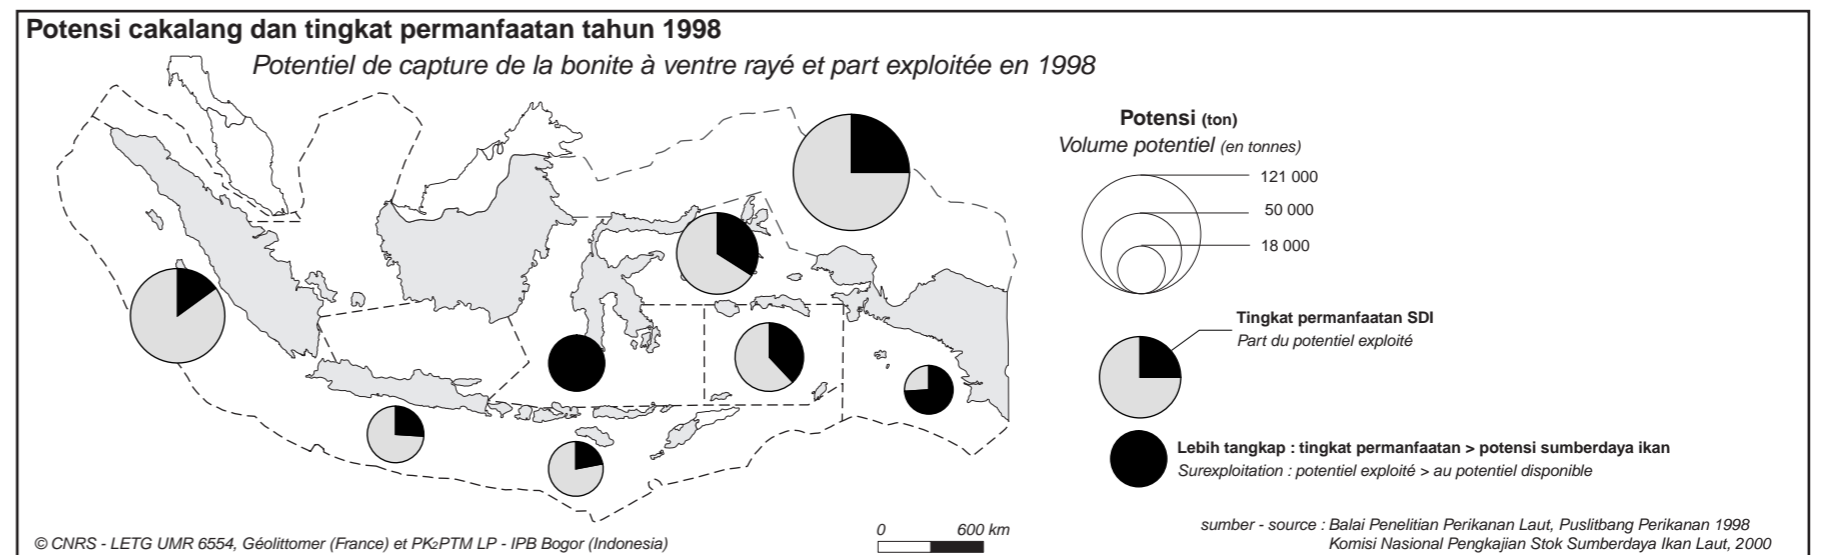 Potensi cakalang dan tingkat permanfaatan tahun 1998
Potentiel de capture de la bonite à ventre rayé et part exploitée en 1998
Potensi (ton)
Volume potentiel (en tonnes)
121 000
50 000
18 000
Tingkat permanfaatan SDI
Part du potentiel exploité
Lebih tangkap : tingkat permanfaatan > potensi sumberdaya ikan
Surexploitation : potentiel exploité > au potentiel disponible
0 600 km
sumber - source : Balai Penelitian Perikanan Laut, Puslitbang Perikanan 1998
Komisi Nasional Pengkajian Stok Sumberdaya Ikan Laut, 2000
© CNRS - LETG UMR 6554, Géolittomer (France) et PK2PTM LP - IPB Bogor (Indonesia)